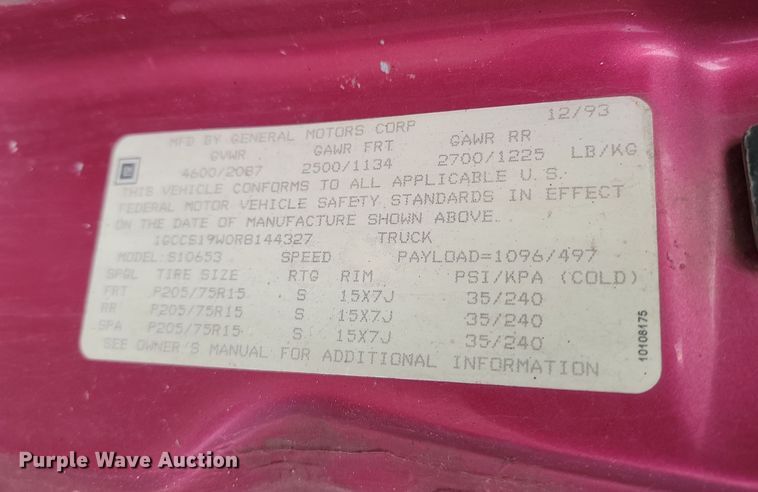 MFD BY GENERAL MOTORS CORP 12/93
GVWR GAWR FRT GAWR RR
GM 4600/2087 2500/1134 2700/1225 LB/KG
THIS VEHICLE CONFORMS TO ALL APPLICABLE U.S.
FEDERAL MOTOR VEHICLE SAFETY STANDARDS IN EFFECT
ON THE DATE OF MANUFACTURE SHOWN ABOVE.
1GCCS19W0R8144327 TRUCK
MODEL: S10653 PAYLOAD=1096/497
SPEED
SPGL TIRE SIZE RTG RIM PSI/KPA (COLD)
FRT P205/75R15 S 15X7J 35/240
RR P205/75R15 S 15X7J 35/240
SPA P205/75R15 S 15X7J 35/240
SEE OWNER'S MANUAL FOR ADDITIONAL INFORMATION
10108175
Purple Wave Auction